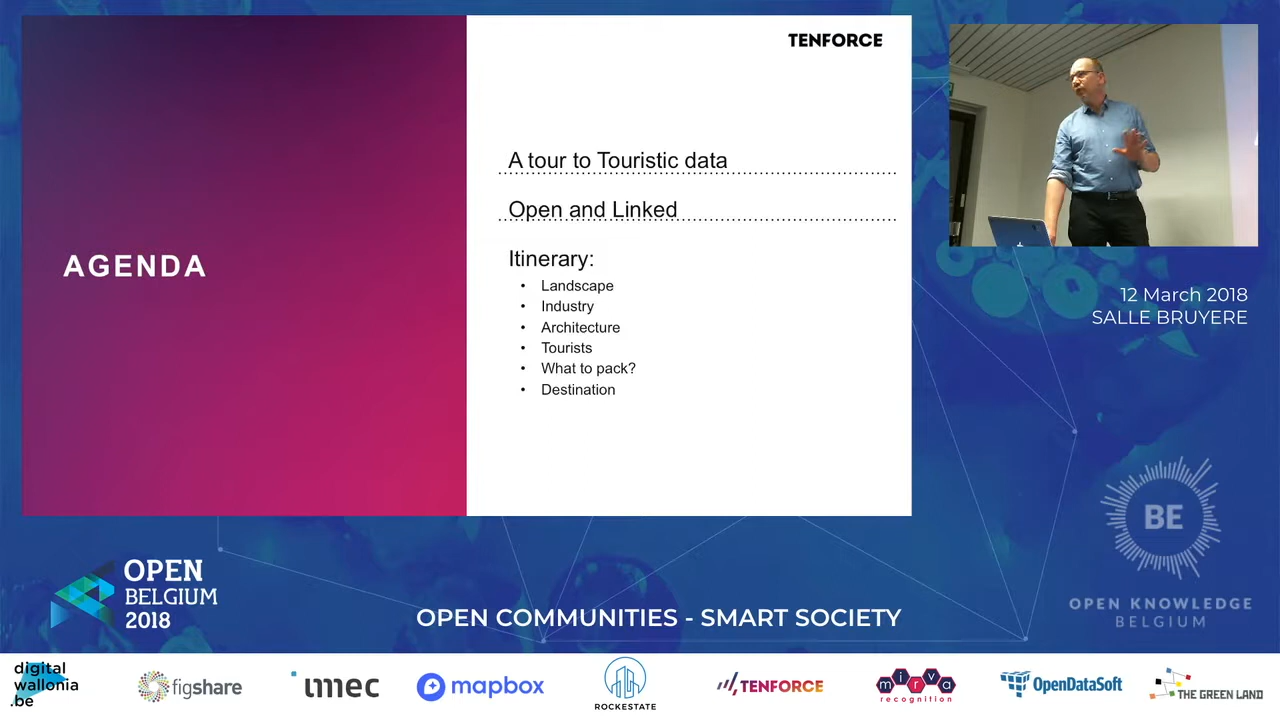 TENFORCE
A tour to Touristic data
Open and Linked
AGENDA
Itinerary:
• Landscape
• Industry
• Architecture
• Tourists
• What to pack?
• Destination
12 March 2018
SALLE BRUYERE
BE
OPEN KNOWLEDGE
BELGIUM
OPEN
BELGIUM
2018
OPEN COMMUNITIES - SMART SOCIETY
digital
wallonia
.be
figshare
imec
mapbox
ROCKESTATE
TENFORCE
mirva
recognition
OpenDataSoft
THE GREEN LAND